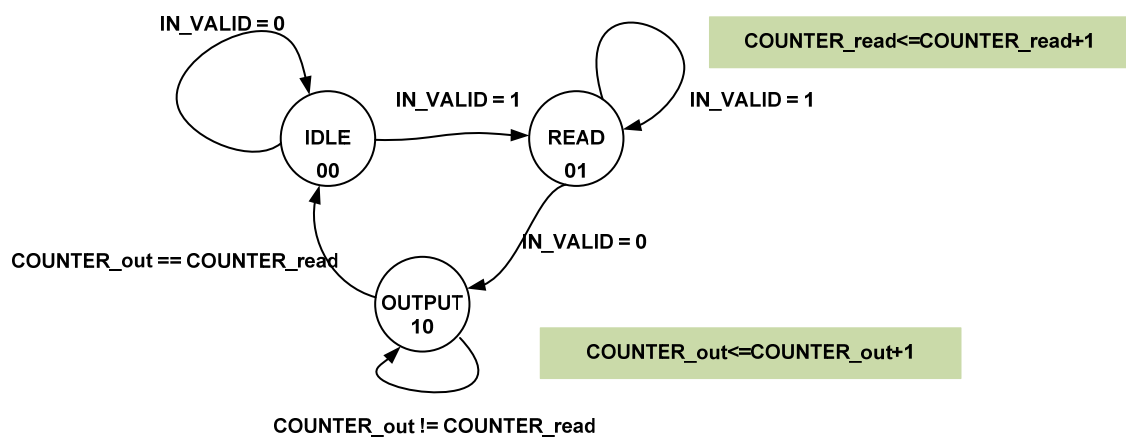 IN_VALID = 0
COUNTER_read<=COUNTER_read+1
IN_VALID = 1
IN_VALID = 1
IDLE
00
READ
01
IN_VALID = 0
COUNTER_out == COUNTER_read
OUTPUT
10
COUNTER_out<=COUNTER_out+1
COUNTER_out != COUNTER_read